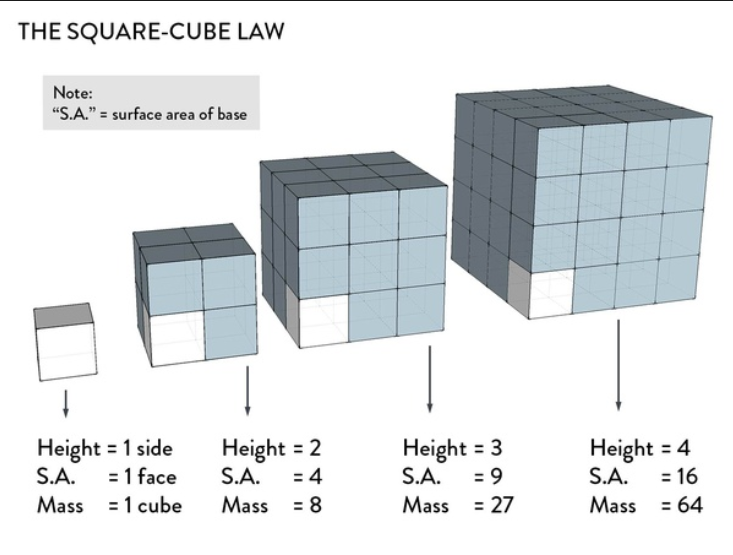 THE SQUARE-CUBE LAW
Note:
“S.A.” = surface area of base
Height = 1 side
S.A. = 1 face
Mass = 1 cube
Height = 2
S.A. = 4
Mass = 8
Height = 3
S.A. = 9
Mass = 27
Height = 4
S.A. = 16
Mass = 64